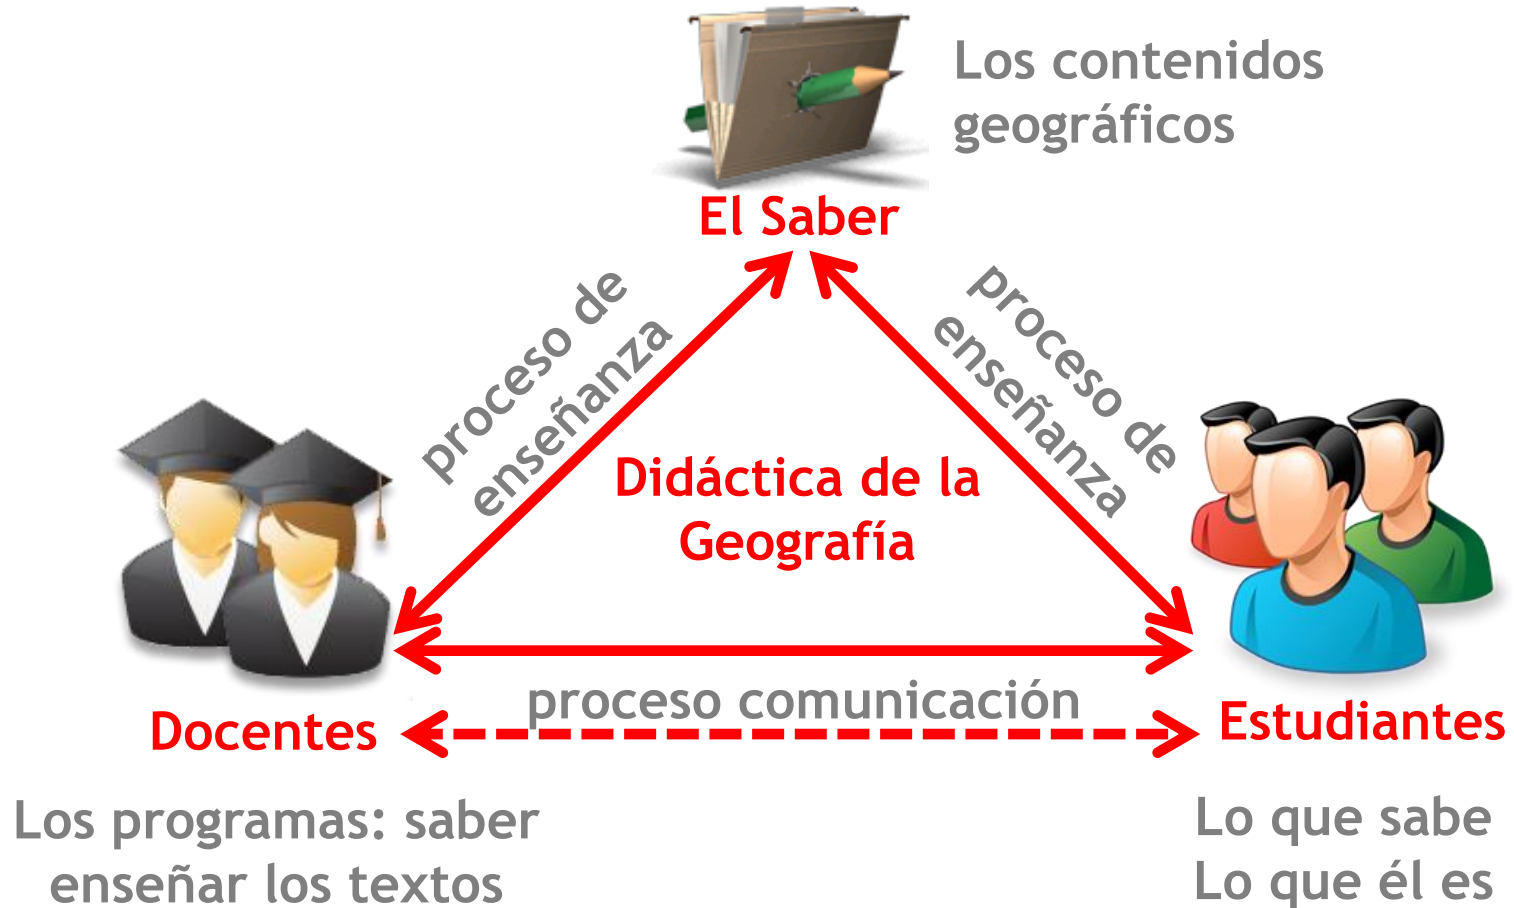 Los contenidos
geográficos
El Saber
proceso de
enseñanza
proceso de
enseñanza
Didáctica de la
Geografía
proceso comunicación
Docentes
Estudiantes
Los programas: saber
enseñar los textos
Lo que sabe
Lo que él es